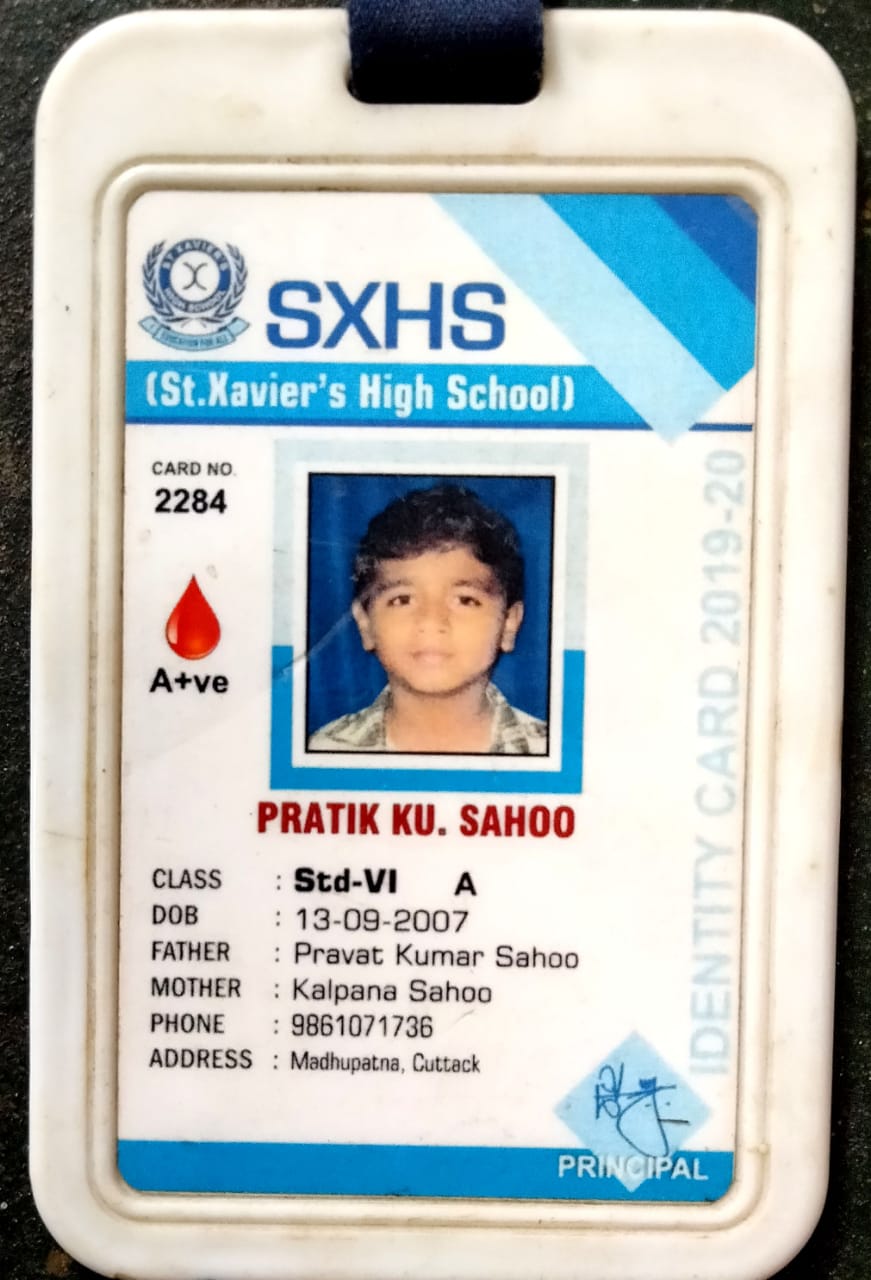 ST. XAVIER'S
HIGH SCHOOL
EDUCATION FOR ALL
SXHS
(St.Xavier's High School)
CARD NO.
2284
A+ve
IDENTITY CARD 2019-20
PRATIK KU. SAHOO
CLASS : Std-VI A
DOB : 13-09-2007
FATHER : Pravat Kumar Sahoo
MOTHER : Kalpana Sahoo
PHONE : 9861071736
ADDRESS : Madhupatna, Cuttack
PRINCIPAL